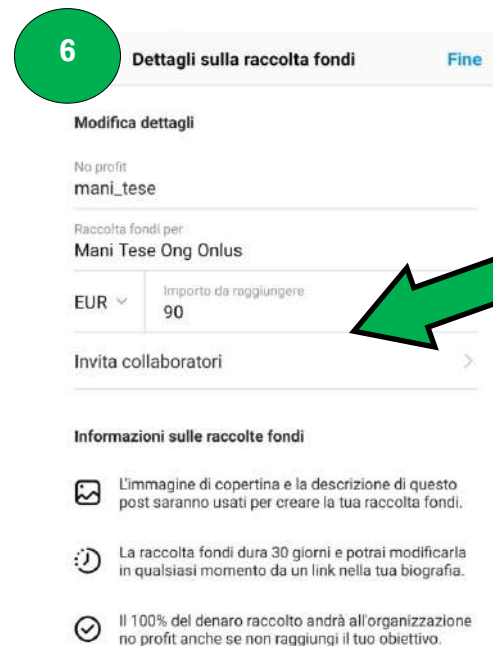 6
Dettagli sulla raccolta fondi
Fine
Modifica dettagli
No profit
mani_tese
Raccolta fondi per
Mani Tese Ong Onlus
EUR
Importo da raggiungere
90
Invita collaboratori
Informazioni sulle raccolte fondi
L'immagine di copertina e la descrizione di questo
post saranno usati per creare la tua raccolta fondi.
La raccolta fondi dura 30 giorni e potrai modificarla
in qualsiasi momento da un link nella tua biografia.
Il 100% del denaro raccolto andrà all'organizzazione
no profit anche se non raggiungi il tuo obiettivo.